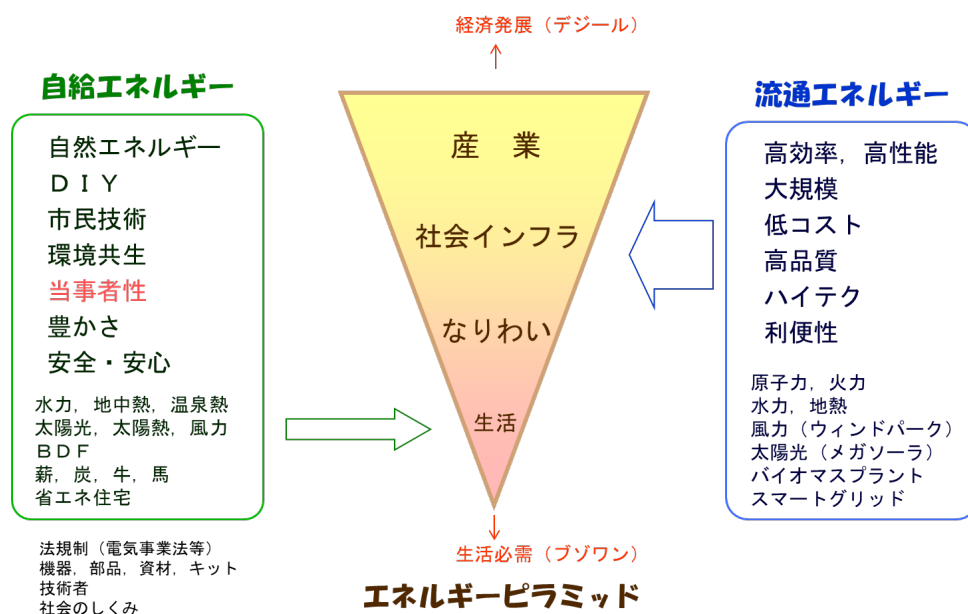 経済発展（デジール）
自給エネルギー
自然エネルギー
ＤＩＹ
市民技術
環境共生
当事者性
豊かさ
安全・安心
水力，地中熱，温泉熱
太陽光，太陽熱，風力
ＢＤＦ
薪，炭，牛，馬
省エネ住宅
法規制（電気事業法等）
機器，部品，資材，キット
技術者
社会のしくみ
産　業
社会インフラ
なりわい
生活
生活必需（ブゾワン）
エネルギーピラミッド
流通エネルギー
高効率，高性能
大規模
低コスト
高品質
ハイテク
利便性
原子力，火力
水力，地熱
風力（ウィンドパーク）
太陽光（メガソーラ）
バイオマスプラント
スマートグリッド